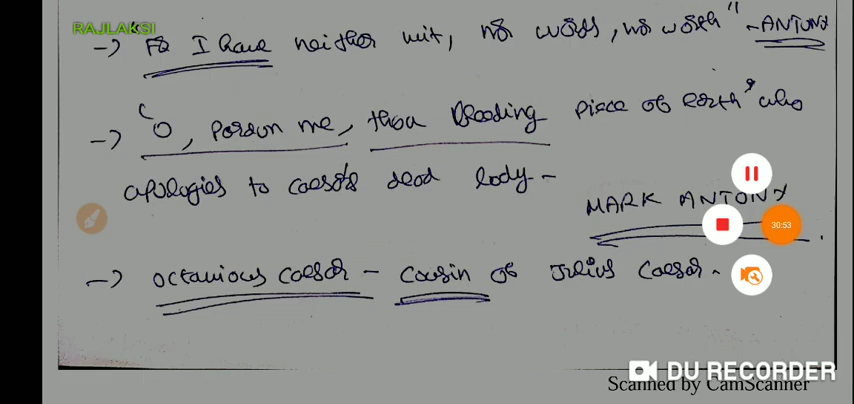 RAJLAKSI
→ "For I have neither wit, nor words, nor worth" - ANTONY
→ "O, Pardon me, thou bleeding piece of earth" who
apologies to caesar's dead body -
MARK ANTONY
30:53
→ Octavious caesar - cousin of Julius caesar -
DU RECORDER
Scanned by CamScanner